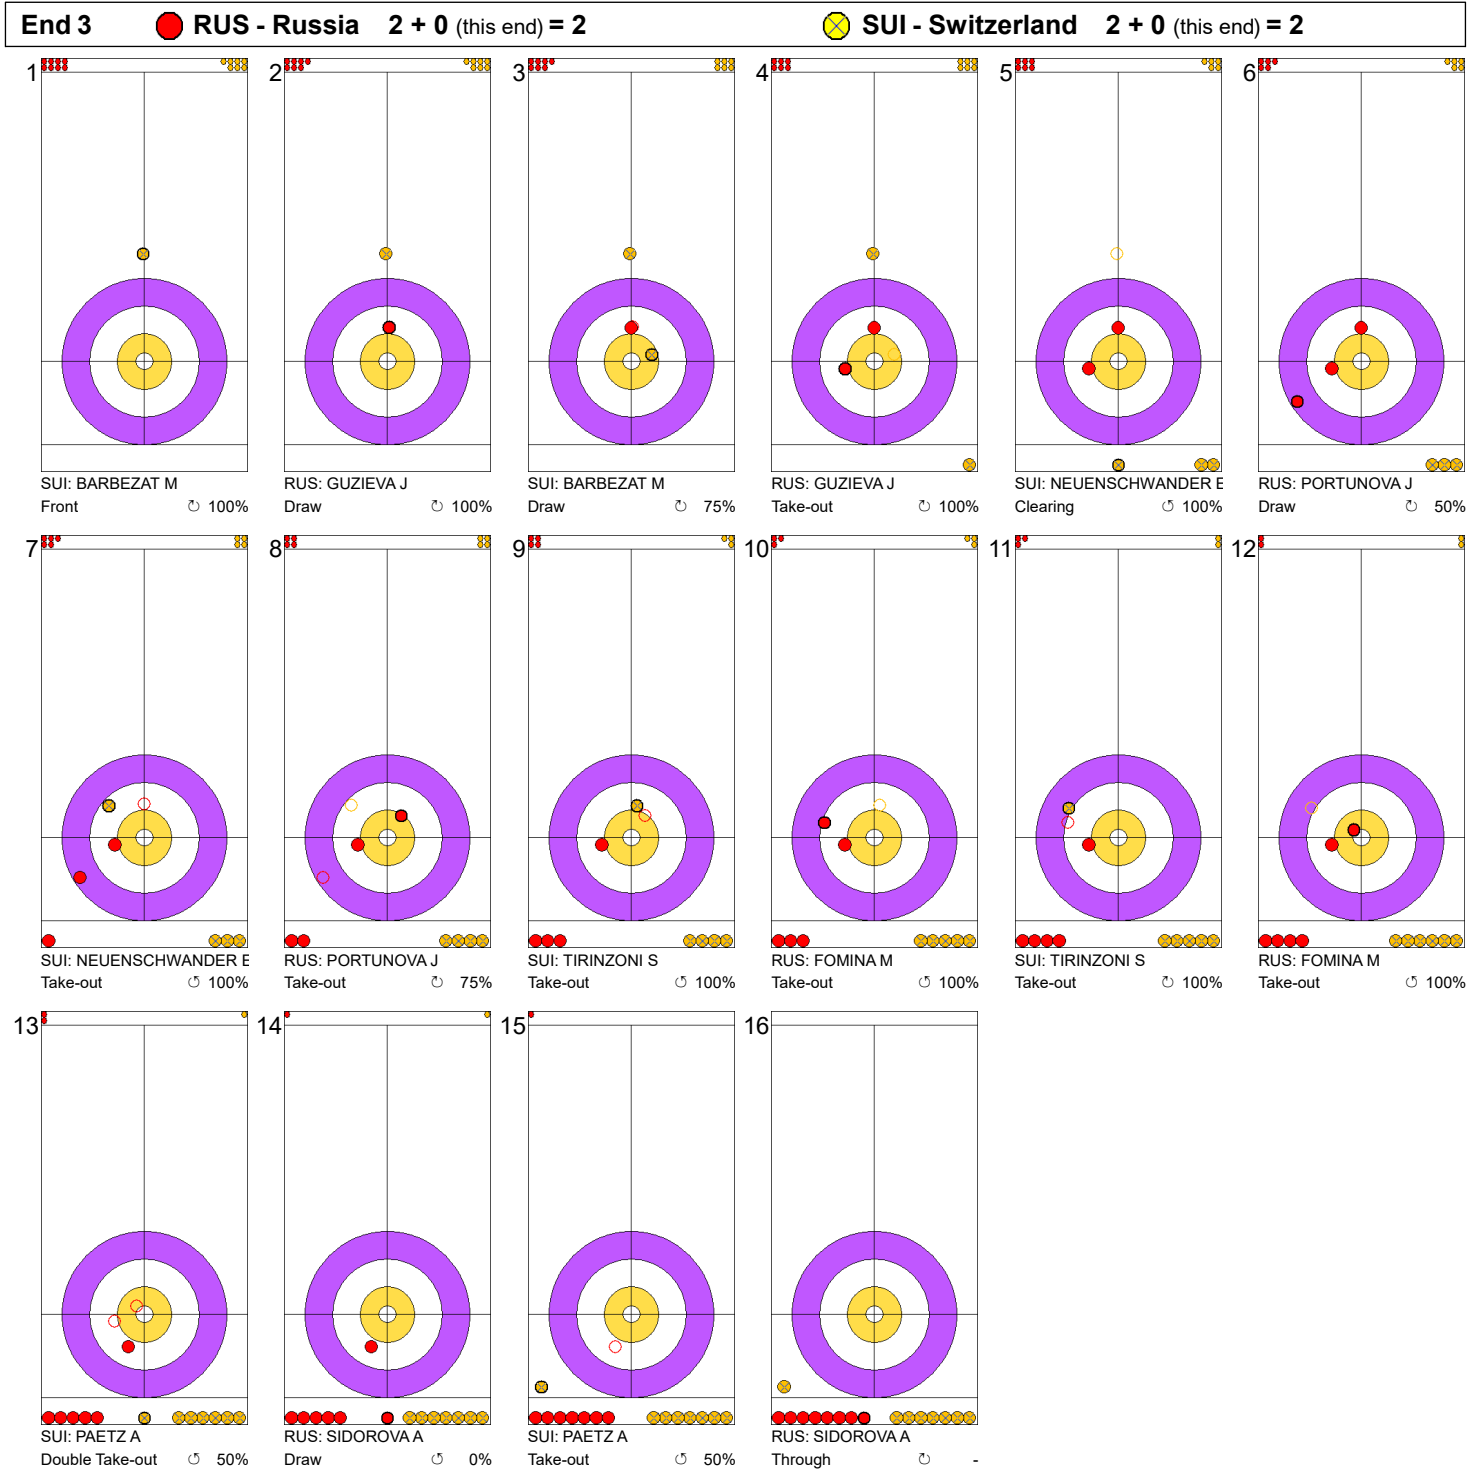 End 3 RUS - Russia 2 + 0 (this end) = 2 SUI - Switzerland 2 + 0 (this end) = 2
1 2 3 4 5 6
SUI: BARBEZAT M RUS: GUZIEVA J SUI: BARBEZAT M RUS: GUZIEVA J SUI: NEUENSCHWANDER E RUS: PORTUNOVA J
Front ↻ 100% Draw ↻ 100% Draw ↻ 75% Take-out ↻ 100% Clearing ↺ 100% Draw ↺ 50%
7 8 9 10 11 12
SUI: NEUENSCHWANDER E RUS: PORTUNOVA J SUI: TIRINZONI S RUS: FOMINA M SUI: TIRINZONI S RUS: FOMINA M
Take-out ↺ 100% Take-out ↻ 75% Take-out ↺ 100% Take-out ↻ 100% Take-out ↺ 100% Take-out ↺ 100%
13 14 15 16
SUI: PAETZ A RUS: SIDOROVA A SUI: PAETZ A RUS: SIDOROVA A
Double Take-out ↺ 50% Draw ↺ 0% Take-out ↺ 50% Through ↻ -